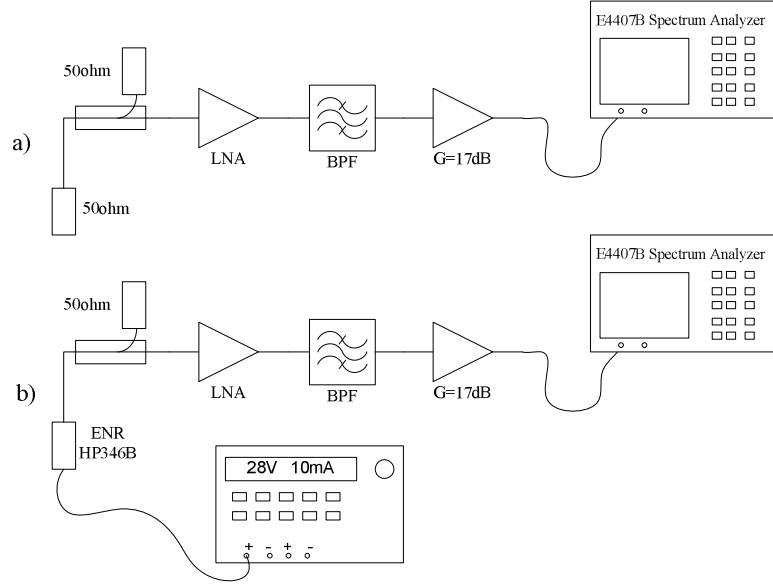 E4407B Spectrum Analyzer
50ohm
a)
LNA
BPF
G=17dB
50ohm
E4407B Spectrum Analyzer
50ohm
b)
LNA
BPF
G=17dB
ENR
HP346B
28V 10mA
+ - + -